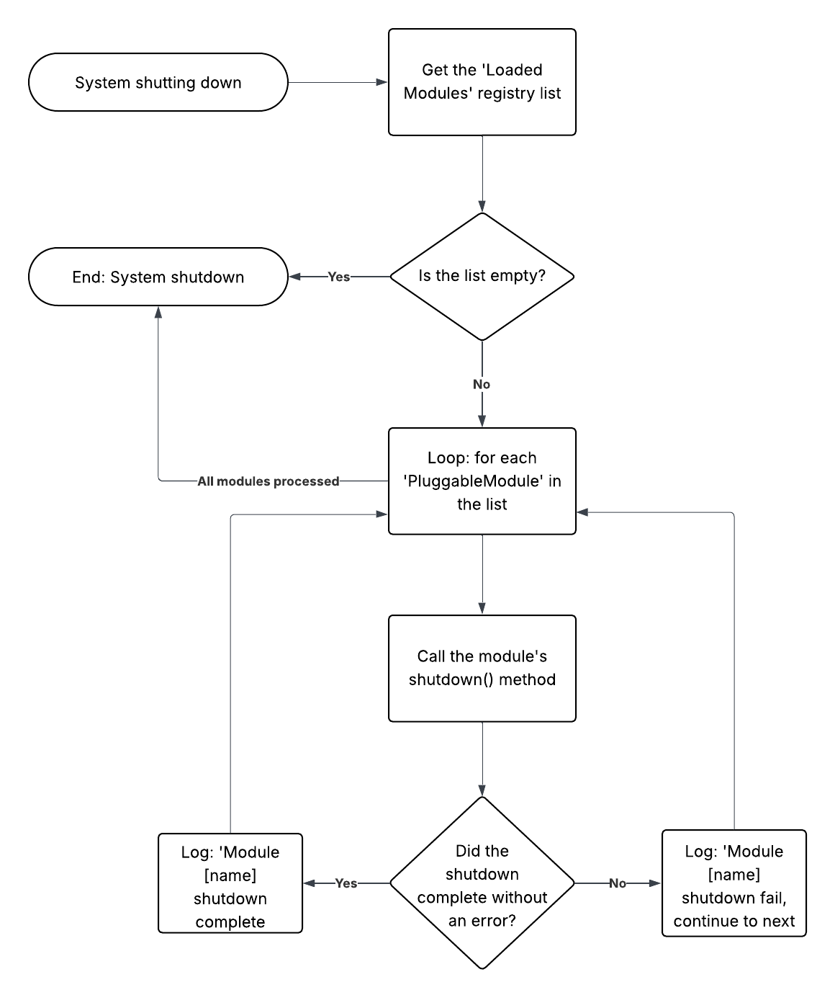 System shutting down
Get the 'Loaded
Modules' registry list
Is the list empty?
Yes
End: System shutdown
No
Loop: for each
'PluggableModule' in
the list
All modules processed
Call the module's
shutdown() method
Did the
shutdown
complete without
an error?
Yes
Log: 'Module
[name]
shutdown
complete
No
Log: 'Module
[name]
shutdown fail,
continue to next